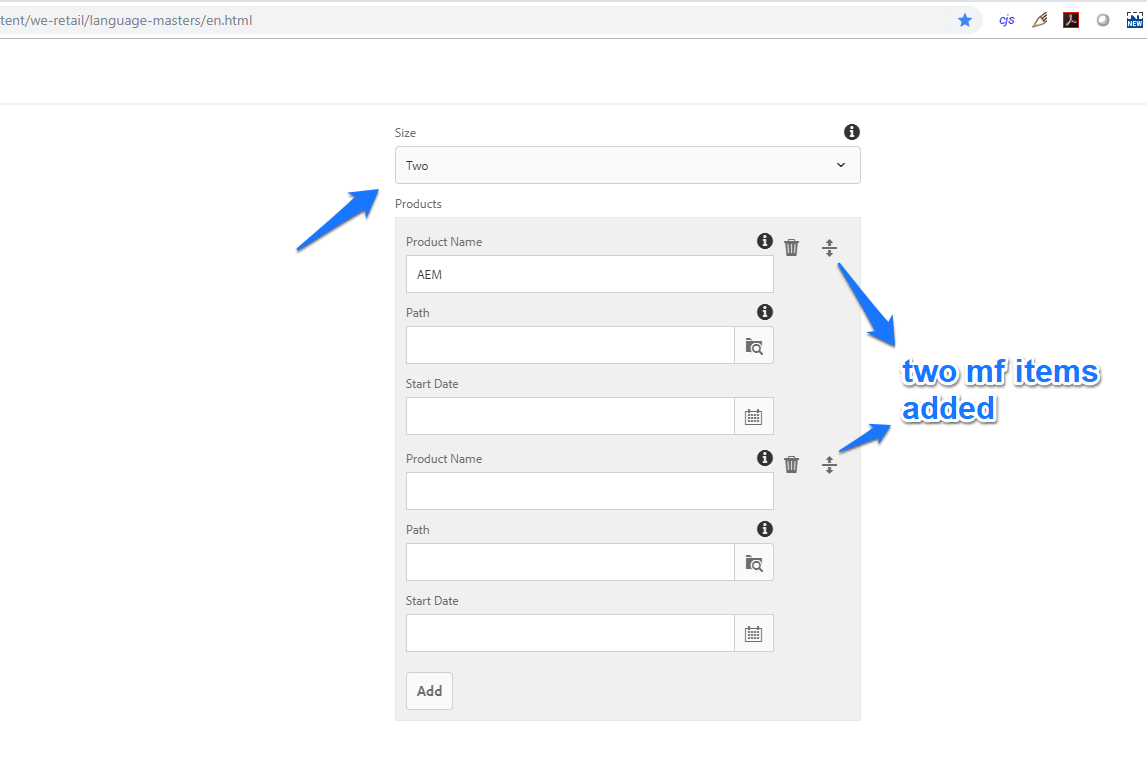 tent/we-retail/language-masters/en.html
cjs
NEW
Size
Two
Products
Product Name
AEM
Path
Start Date
two mf items
added
Product Name
Path
Start Date
Add